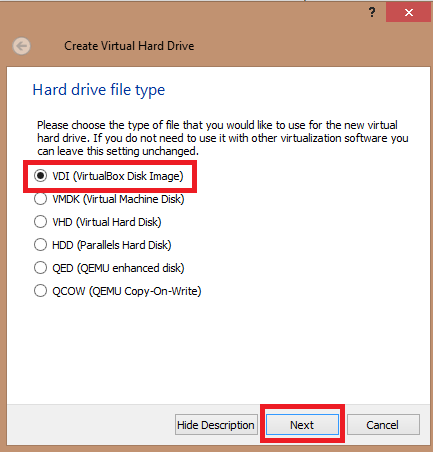 ?
Create Virtual Hard Drive
Hard drive file type
Please choose the type of file that you would like to use for the new virtual
hard drive. If you do not need to use it with other virtualization software you
can leave this setting unchanged.
VDI (VirtualBox Disk Image)
VMDK (Virtual Machine Disk)
VHD (Virtual Hard Disk)
HDD (Parallels Hard Disk)
QED (QEMU enhanced disk)
QCOW (QEMU Copy-On-Write)
Hide Description Next Cancel